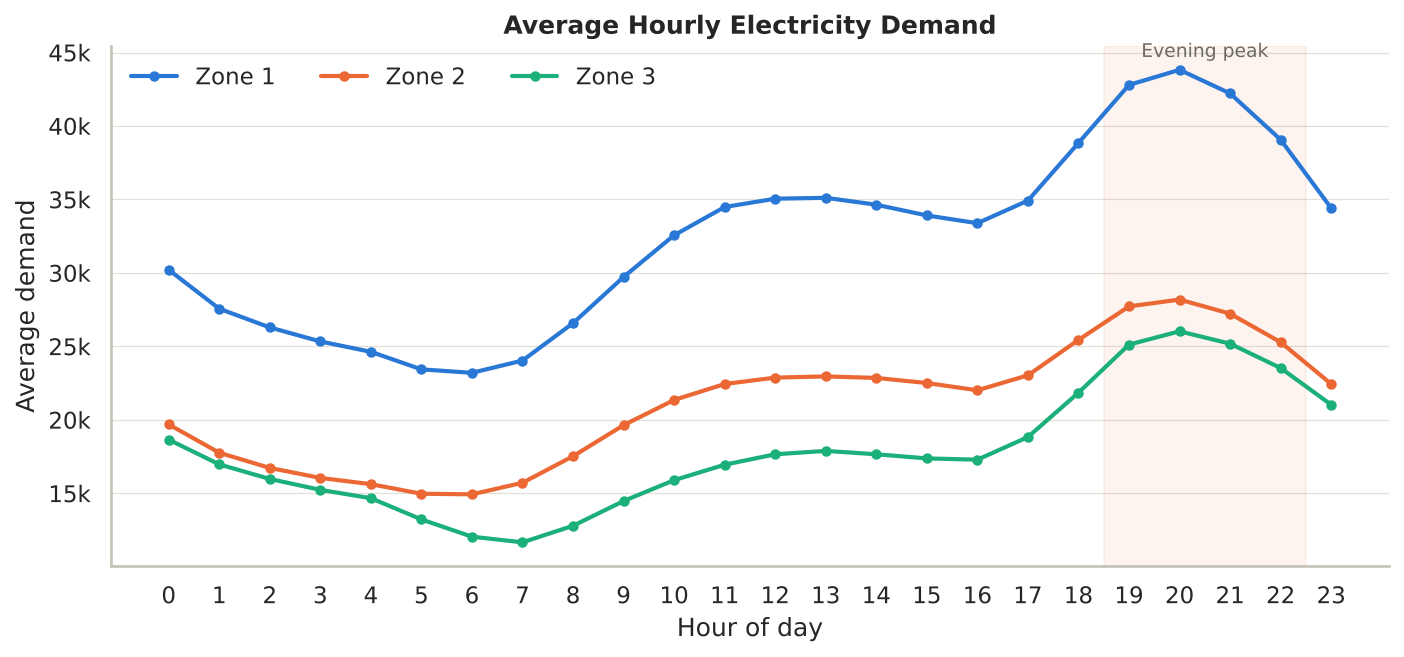 Average Hourly Electricity Demand
Evening peak
Zone 1 Zone 2 Zone 3
Average demand
45k
40k
35k
30k
25k
20k
15k
0 1 2 3 4 5 6 7 8 9 10 11 12 13 14 15 16 17 18 19 20 21 22 23
Hour of day